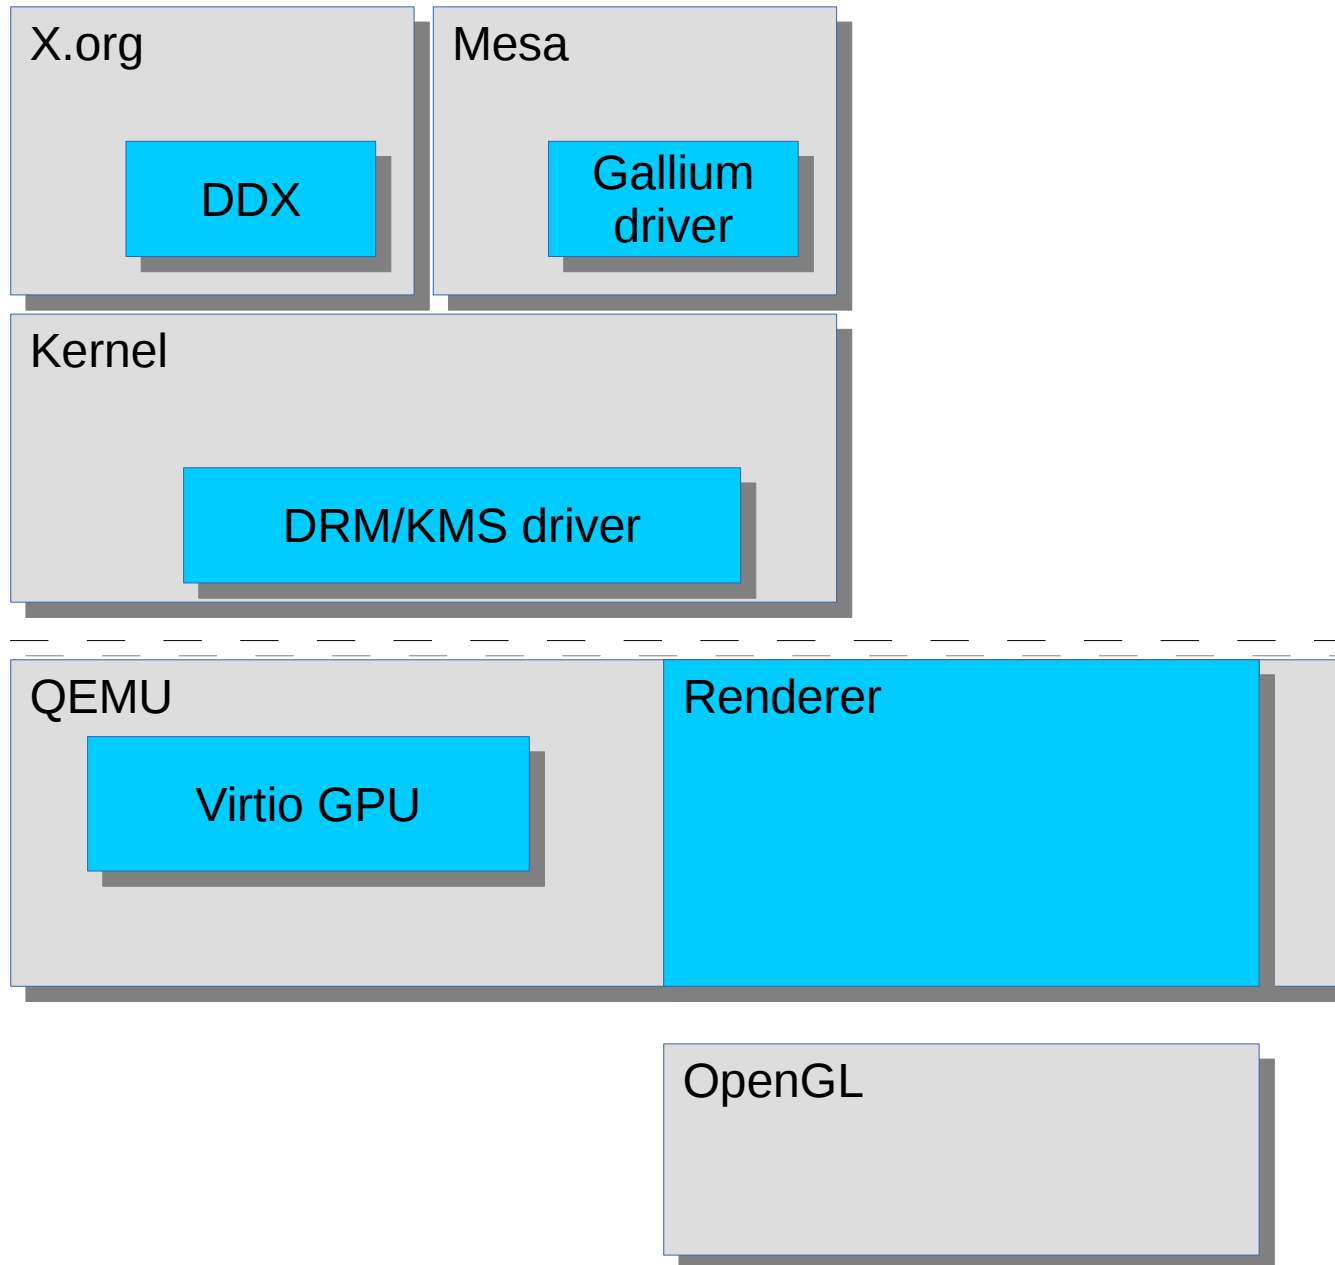 X.org
Mesa
DDX
Gallium
driver
Kernel
DRM/KMS driver
QEMU
Renderer
Virtio GPU
OpenGL